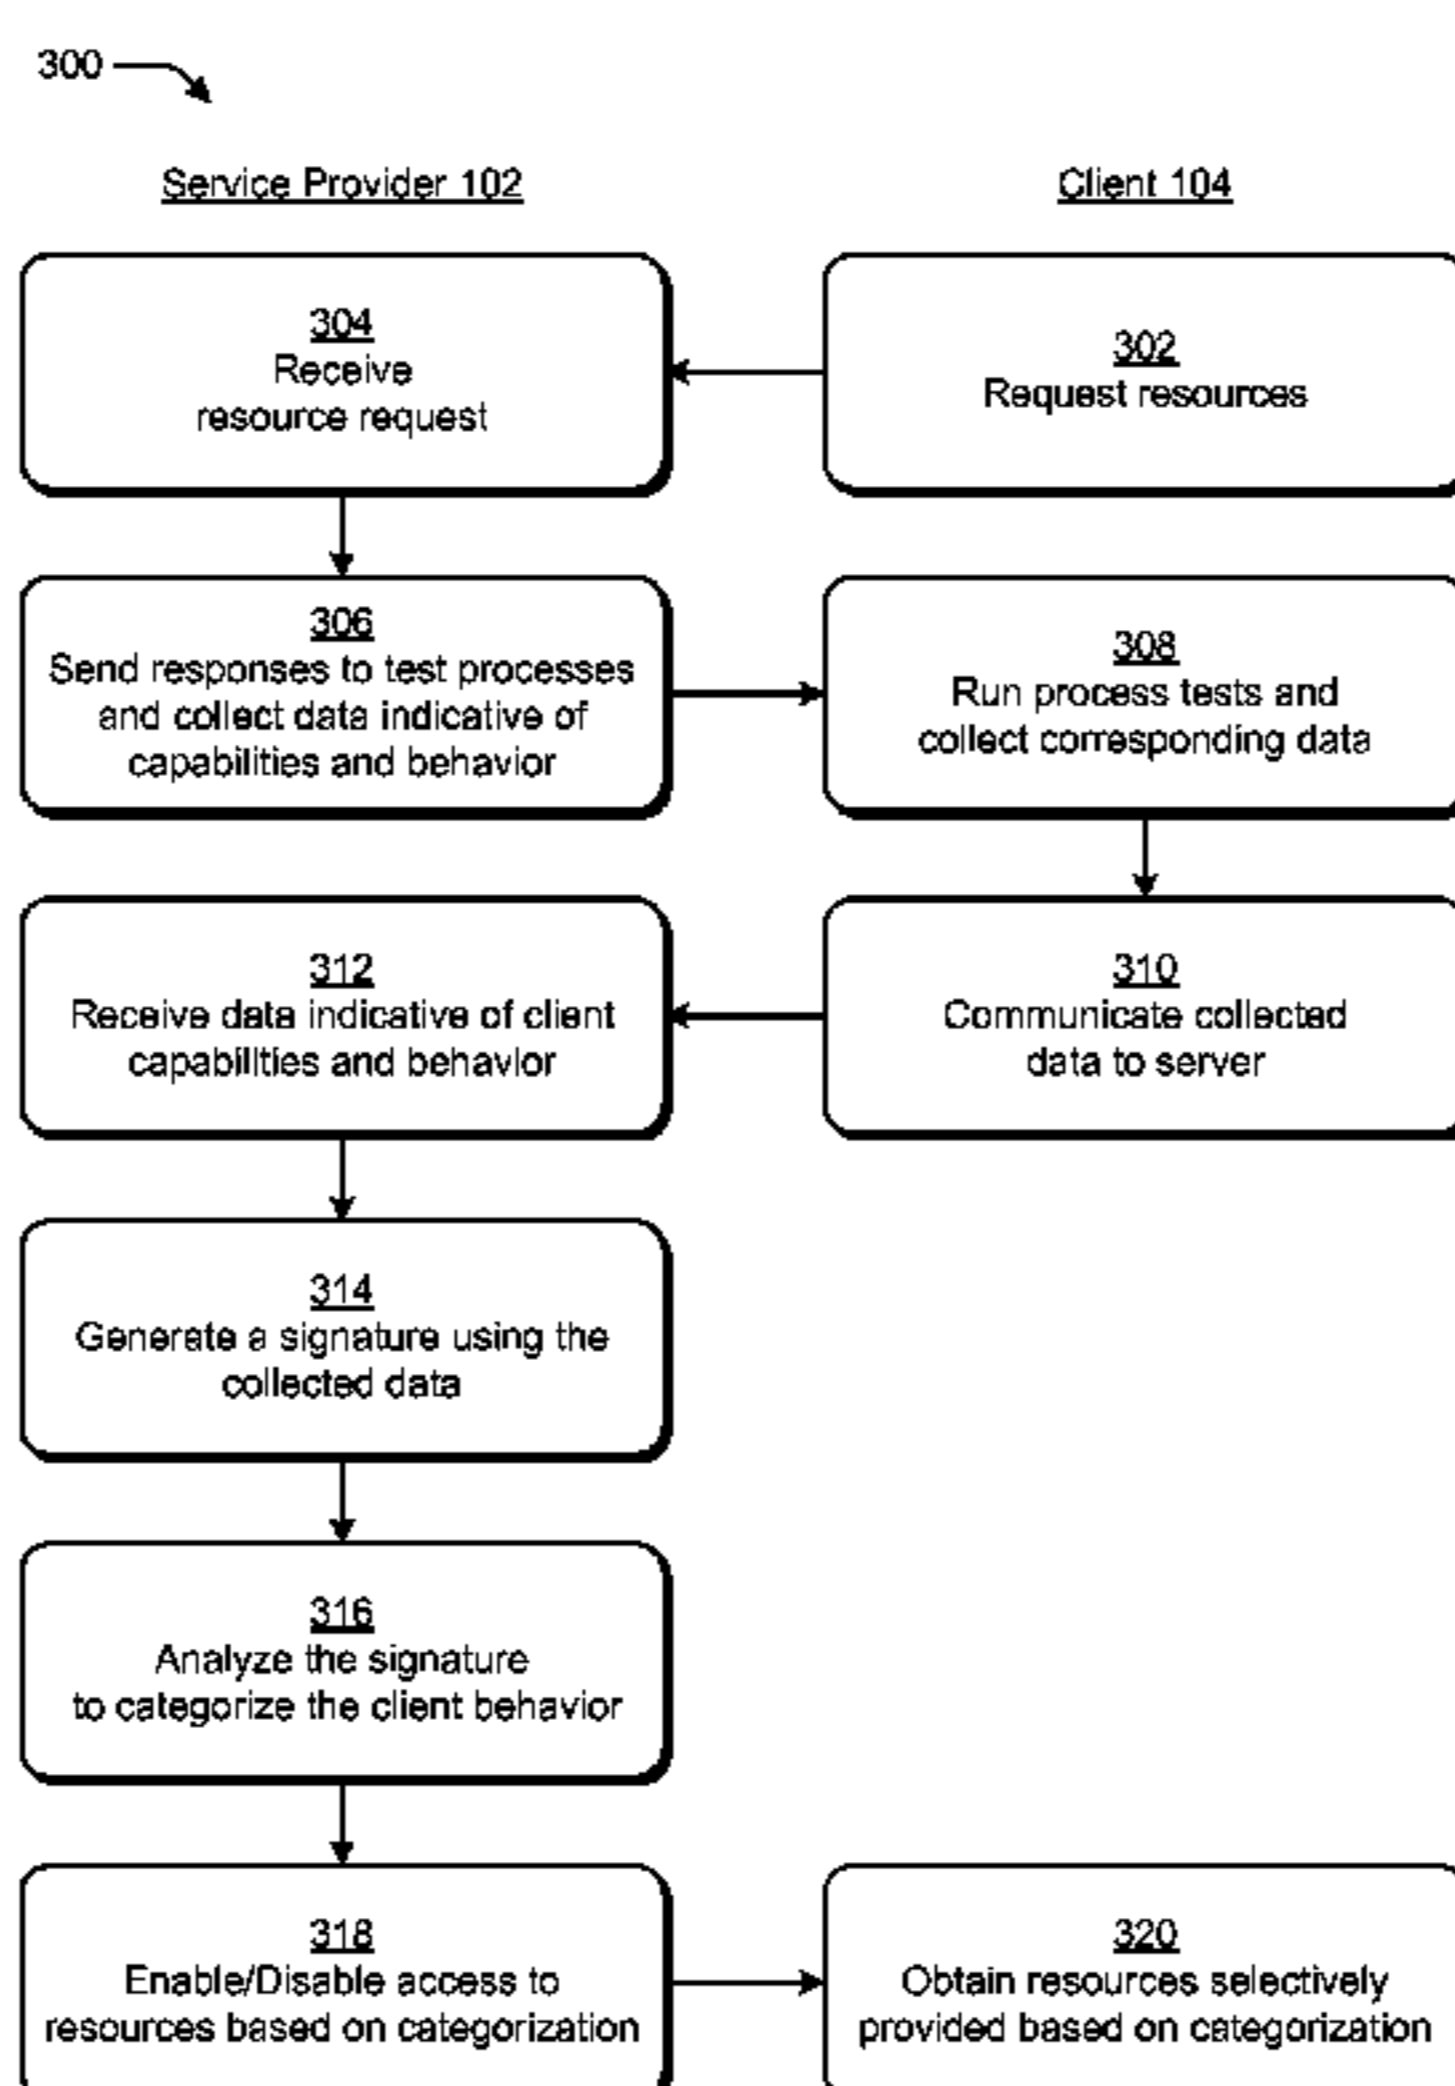 300
Service Provider 102
Client 104
304
Receive
resource request
302
Request resources
306
Send responses to test processes
and collect data indicative of
capabilities and behavior
308
Run process tests and
collect corresponding data
312
Receive data indicative of client
capabilities and behavior
310
Communicate collected
data to server
314
Generate a signature using the
collected data
316
Analyze the signature
to categorize the client behavior
318
Enable/Disable access to
resources based on categorization
320
Obtain resources selectively
provided based on categorization